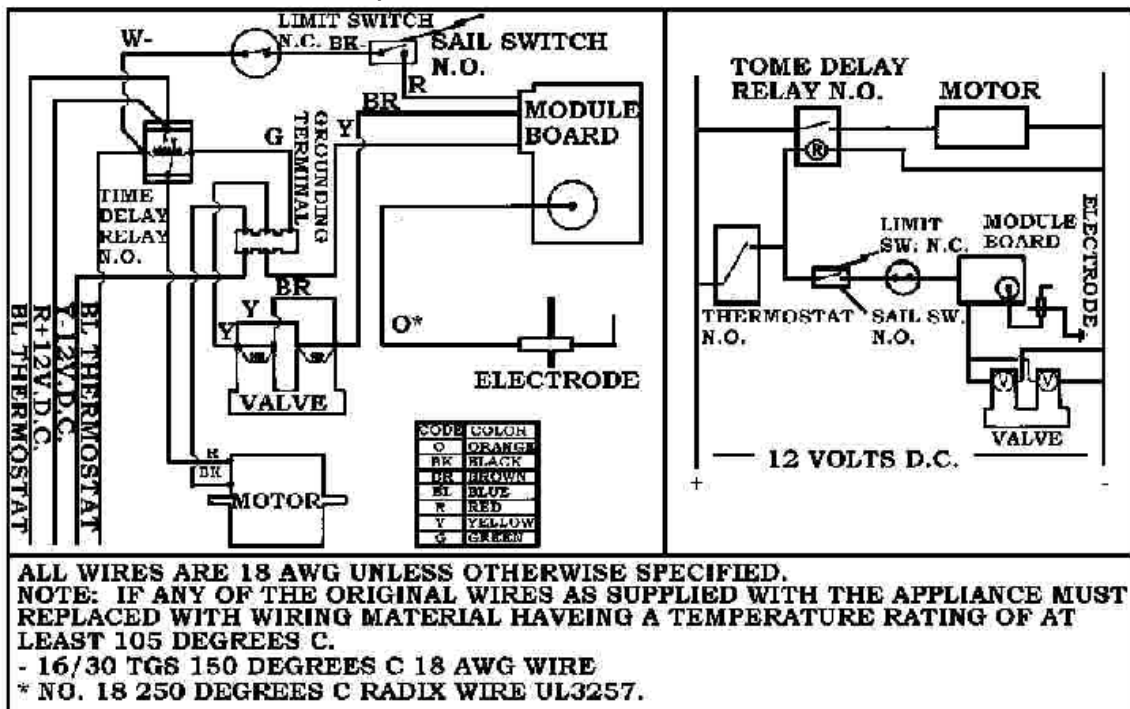 LIMIT SWITCH
N.C.
W-
BK-
SAIL SWITCH
N.O.
R
BR
Y
MODULE
BOARD
G
GROUNDING
TERMINAL
TIME
DELAY
RELAY
N.O.
BR
Y
Y
BR
BR
VALVE
O*
ELECTRODE
BL THERMOSTAT
R+12V.D.C.
Y-12V.D.C.
BL THERMOSTAT
R
BK
MOTOR
CODE COLOR
O ORANGE
BK BLACK
BR BROWN
BL BLUE
R RED
Y YELLOW
G GREEN
TOME DELAY
RELAY N.O.
MOTOR
R
LIMIT
SW. N.C.
MODULE
BOARD
ELECTRODE
THERMOSTAT
N.O.
SAIL SW.
N.O.
V V
VALVE
12 VOLTS D.C.
+ -
ALL WIRES ARE 18 AWG UNLESS OTHERWISE SPECIFIED.
NOTE: IF ANY OF THE ORIGINAL WIRES AS SUPPLIED WITH THE APPLIANCE MUST
REPLACED WITH WIRING MATERIAL HAVEING A TEMPERATURE RATING OF AT
LEAST 105 DEGREES C.
- 16/30 TGS 150 DEGREES C 18 AWG WIRE
* NO. 18 250 DEGREES C RADIX WIRE UL3257.